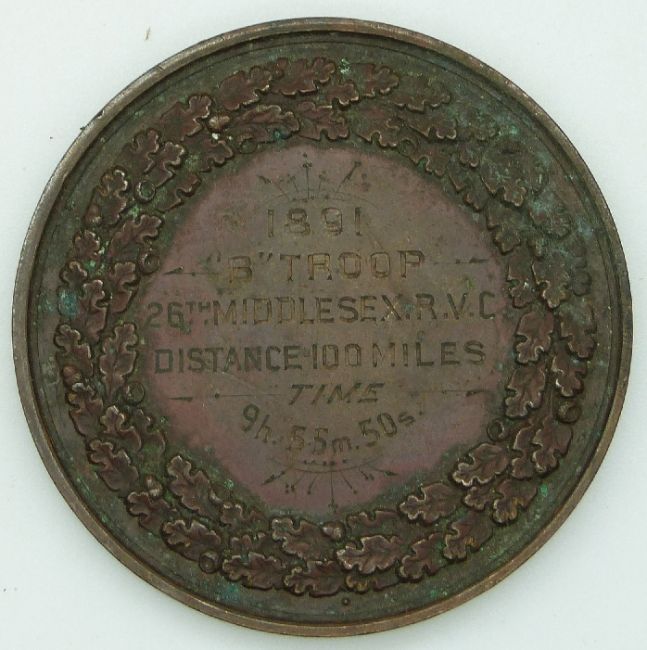 1891
"B" TROOP
26TH MIDDLESEX. R.V.C.
DISTANCE-100 MILES
TIME
9h. 55m. 50s.